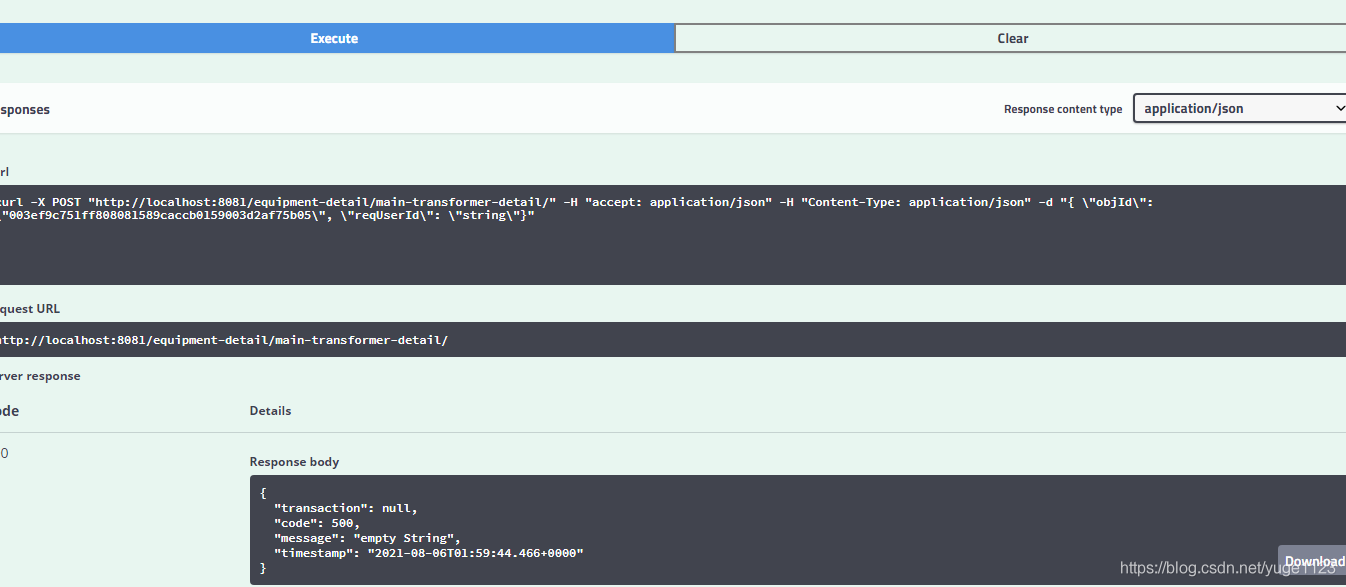 Execute
Clear
sponses
Response content type
application/json
rl
curl -X POST "http://localhost:8081/equipment-detail/main-transformer-detail/" -H "accept: application/json" -H "Content-Type: application/json" -d "{ \"objId\":
\"003ef9c751ff808081589caccb0159003d2af75b05\", \"reqUserId\": \"string\"}"
quest URL
http://localhost:8081/equipment-detail/main-transformer-detail/
rver response
ode
Details
0
Response body
{
"transaction": null,
"code": 500,
"message": "empty String",
"timestamp": "2021-08-06T01:59:44.466+0000"
}
Download
https://blog.csdn.net/yuge1123